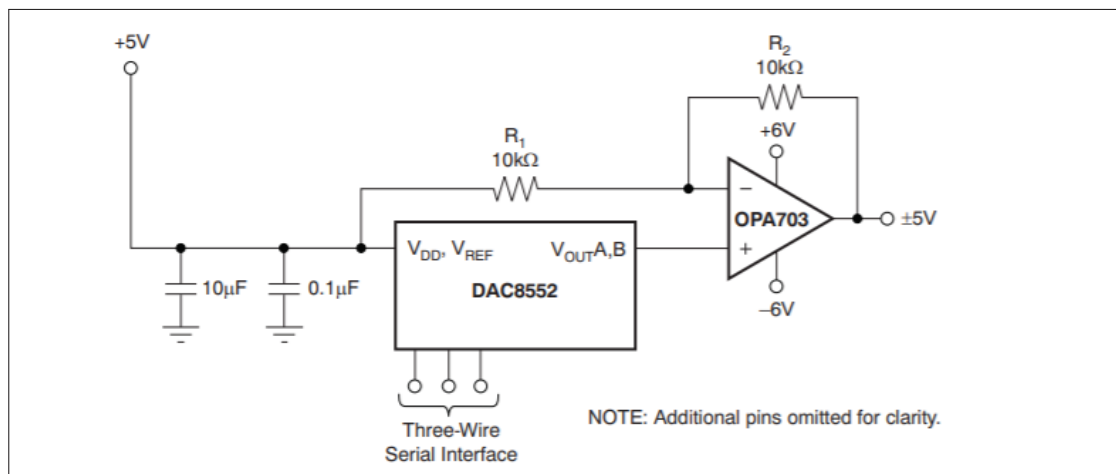 +5V
R2
10kΩ
+6V
R1
10kΩ
–
OPA703
±5V
+
–6V
VDD, VREF
VOUTA,B
DAC8552
10μF
0.1μF
Three-Wire
Serial Interface
NOTE: Additional pins omitted for clarity.